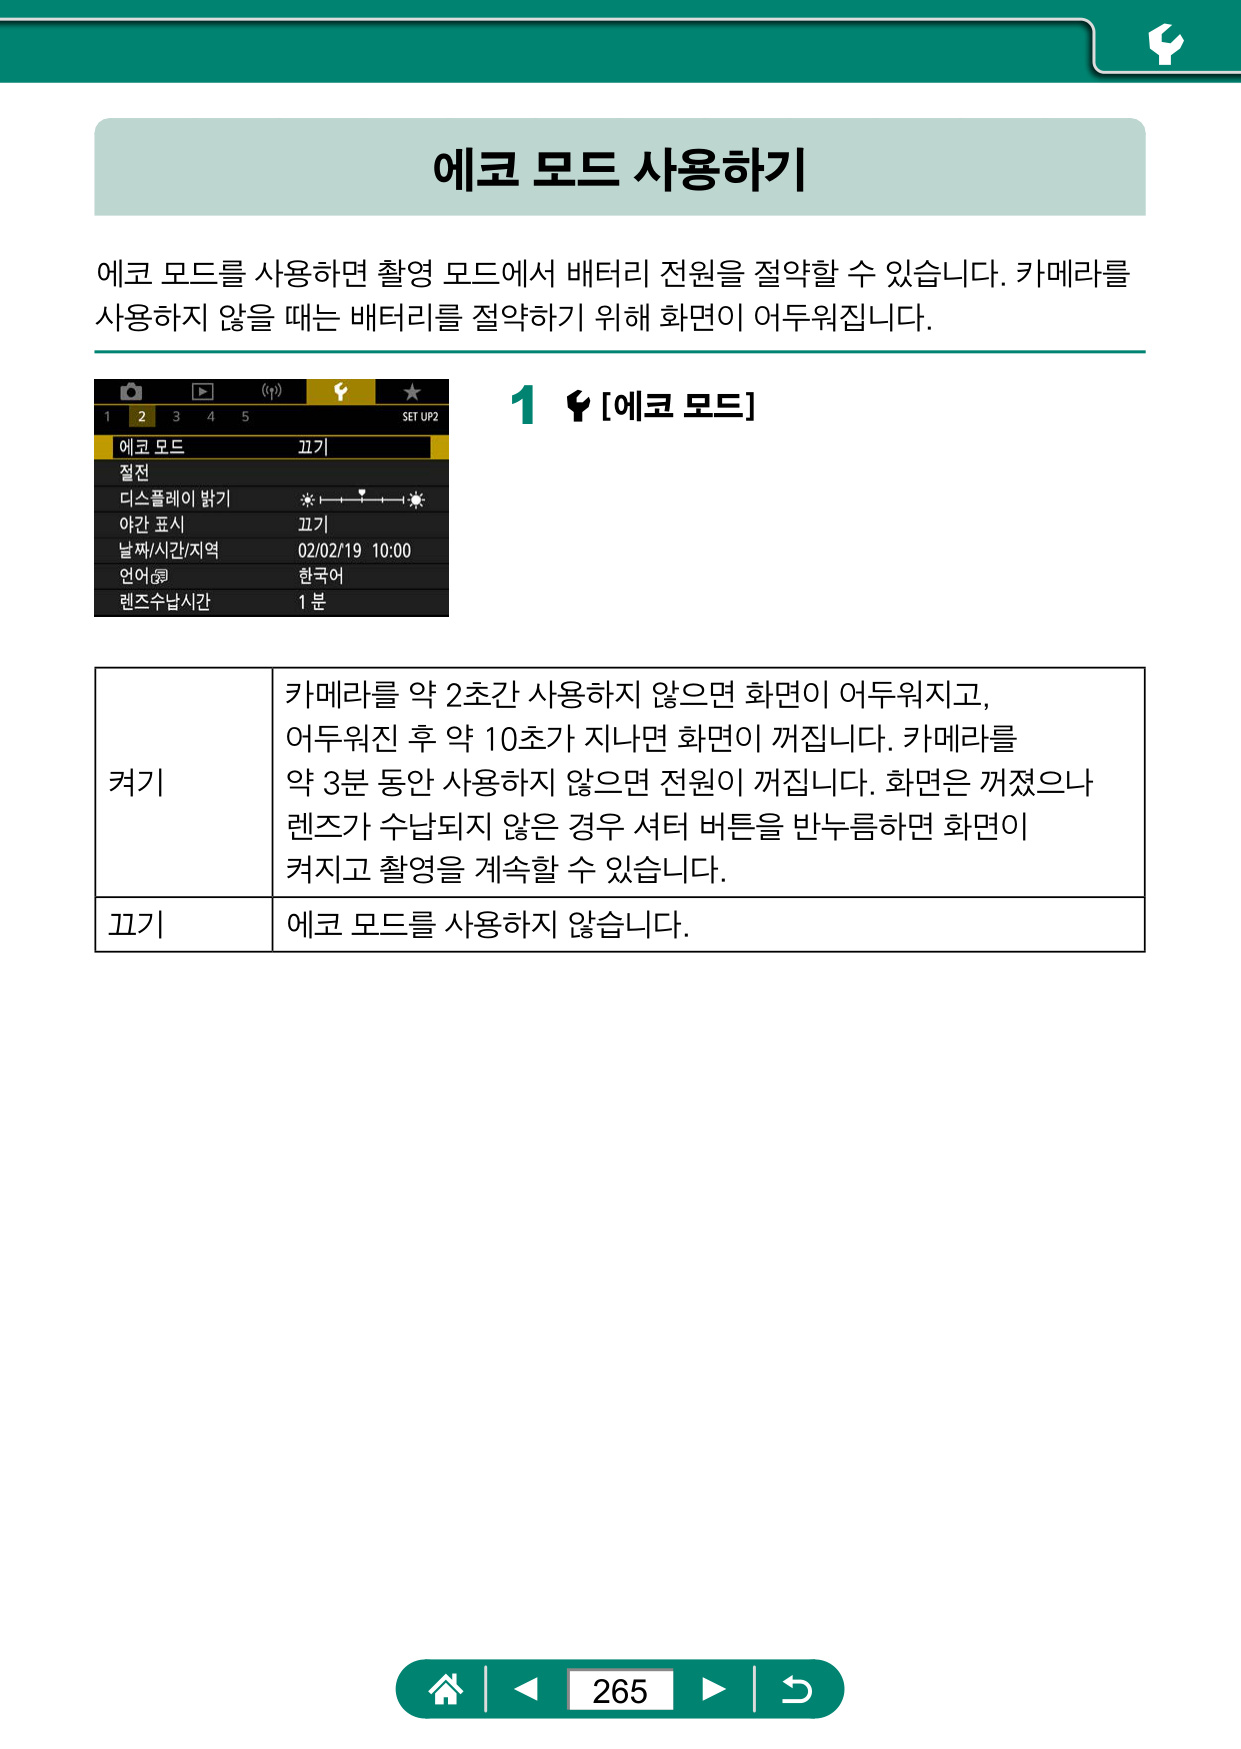 에코 모드 사용하기
에코 모드를 사용하면 촬영 모드에서 배터리 전원을 절약할 수 있습니다. 카메라를
사용하지 않을 때는 배터리를 절약하기 위해 화면이 어두워집니다.
1 [에코 모드]
1 2 3 4 5 SET UP2
에코 모드 끄기
절전
디스플레이 밝기
야간 표시 끄기
날짜/시간/지역 02/02/'19 10:00
언어 한국어
렌즈수납시간 1 분
켜기
카메라를 약 2초간 사용하지 않으면 화면이 어두워지고,
어두워진 후 약 10초가 지나면 화면이 꺼집니다. 카메라를
약 3분 동안 사용하지 않으면 전원이 꺼집니다. 화면은 꺼졌으나
렌즈가 수납되지 않은 경우 셔터 버튼을 반누름하면 화면이
켜지고 촬영을 계속할 수 있습니다.
끄기 에코 모드를 사용하지 않습니다.
265